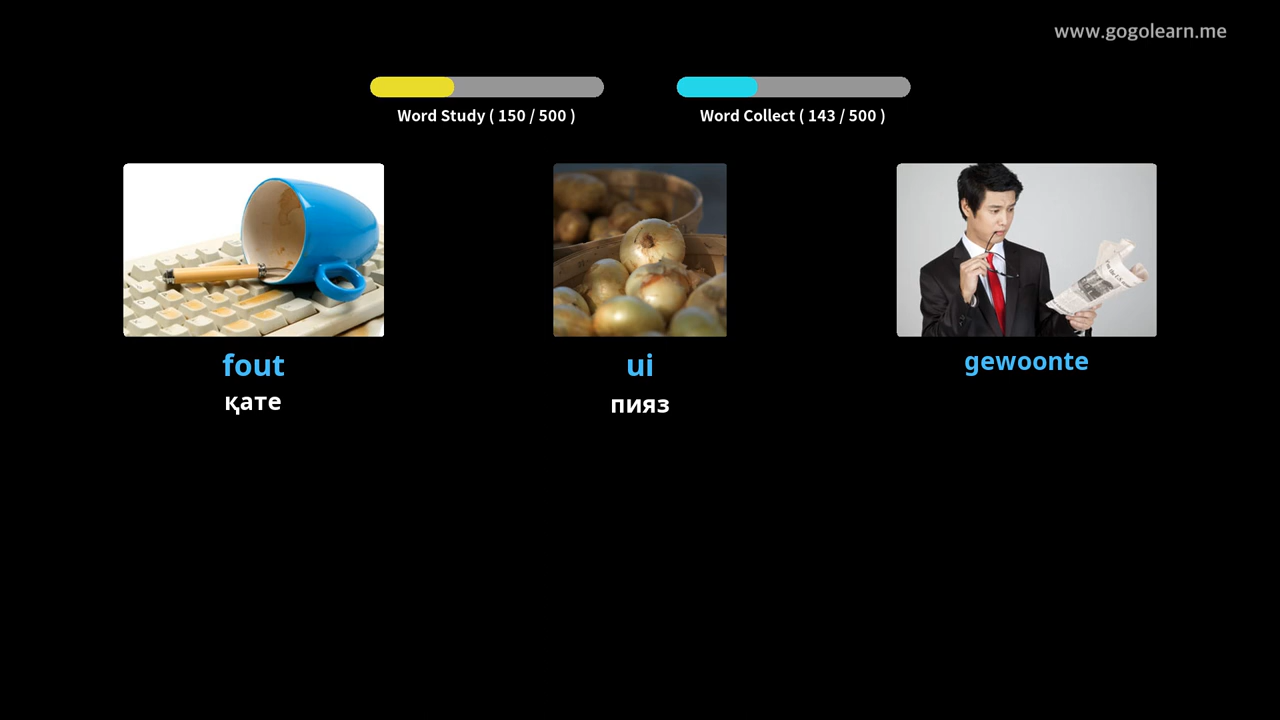 www.gogolearn.me
Word Study ( 150 / 500 )
Word Collect ( 143 / 500 )
fout
қате
ui
пияз
gewoonte